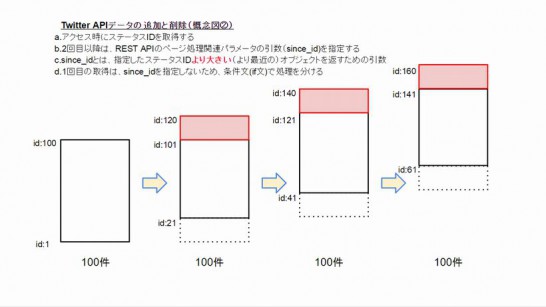 Twitter APIデータの追加と削除(概念図②)
a.アクセス時にステータスIDを取得する
b.2回目以降は、REST APIのページ処理関連パラメータの引数(since_id)を指定する
c.since_idとは、指定したステータスIDより大きい(より最近の)オブジェクトを返すための引数
d.1回目の取得は、since_idを指定しないため、条件文(if文)で処理を分ける
id:100
id:1
100件
id:120
id:101
id:21
100件
id:140
id:121
id:41
100件
id:160
id:141
id:61
100件